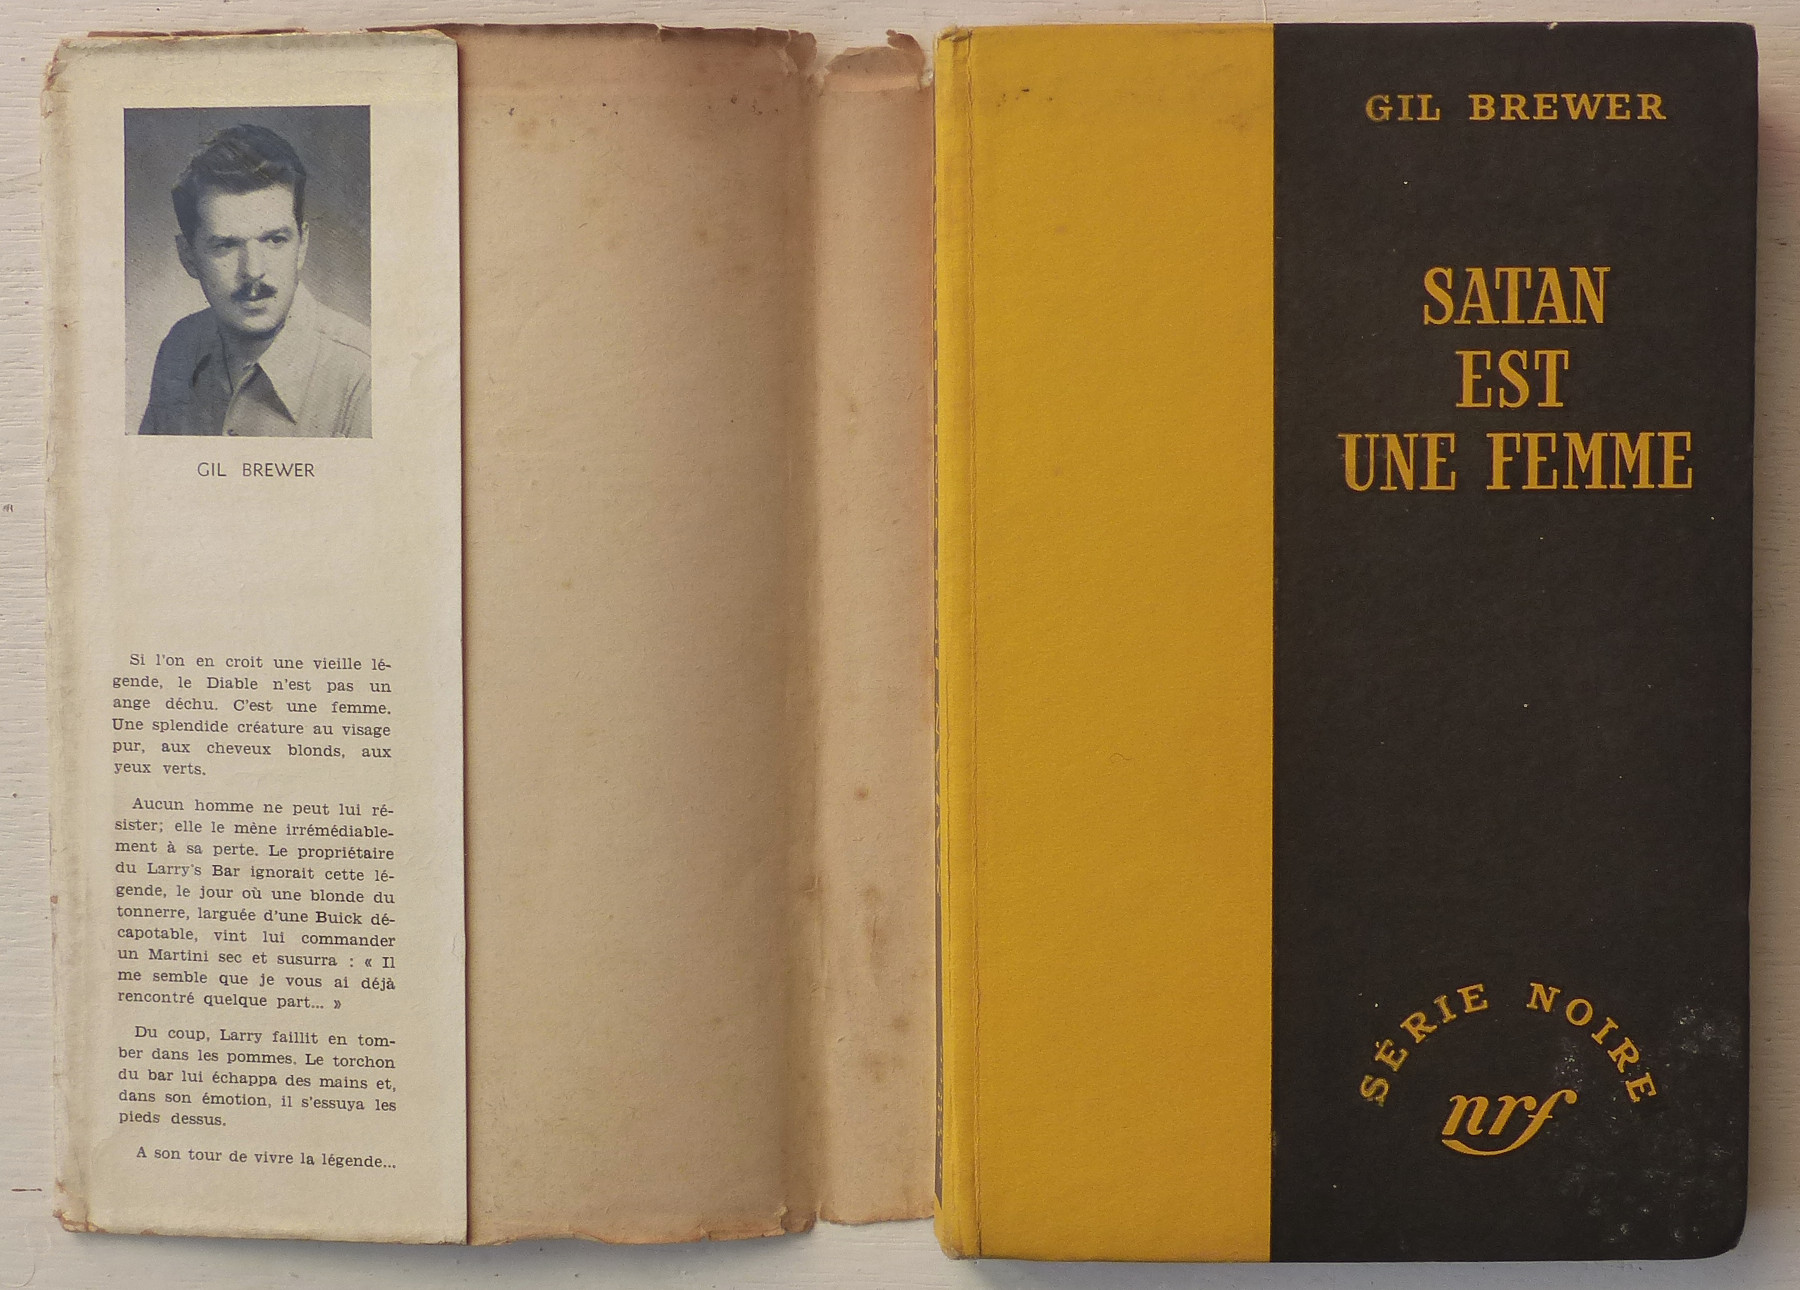 GIL BREWER
Si l'on en croit une vieille lé-
gende, le Diable n'est pas un
ange déchu. C'est une femme.
Une splendide créature au visage
pur, aux cheveux blonds, aux
yeux verts.
Aucun homme ne peut lui ré-
sister; elle le mène irrémédiable-
ment à sa perte. Le propriétaire
du Larry's Bar ignorait cette lé-
gende, le jour où une blonde du
tonnerre, larguée d'une Buick dé-
capotable, vint lui commander
un Martini sec et susurra : « Il
me semble que je vous ai déjà
rencontré quelque part... »
Du coup, Larry faillit en tom-
ber dans les pommes. Le torchon
du bar lui échappa des mains et,
dans son émotion, il s'essuya les
pieds dessus.
A son tour de vivre la légende...
GIL BREWER
SATAN
EST
UNE FEMME
SÉRIE NOIRE
nrf